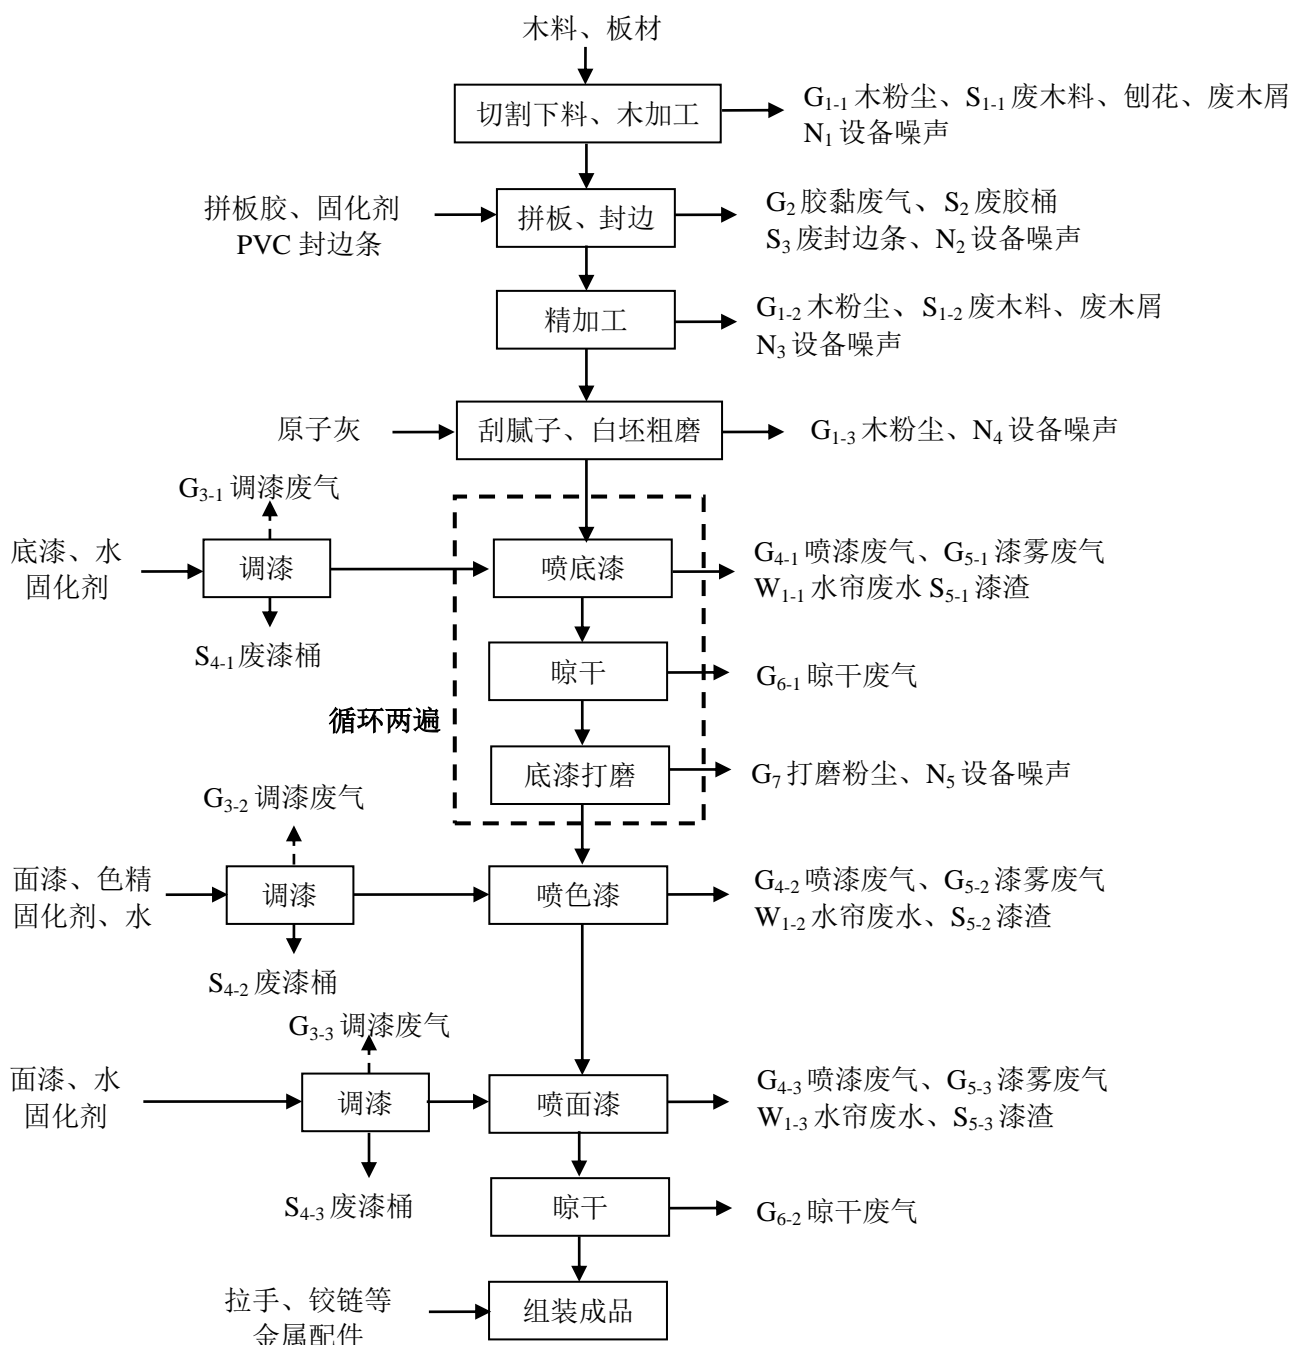 木料、板材
切割下料、木加工
G1-1 木粉尘、S1-1 废木料、刨花、废木屑
N1 设备噪声
拼板胶、固化剂
PVC 封边条
拼板、封边
G2 胶黏废气、S2 废胶桶
S3 废封边条、N2 设备噪声
精加工
G1-2 木粉尘、S1-2 废木料、废木屑
N3 设备噪声
原子灰
刮腻子、白坯粗磨
G1-3 木粉尘、N4 设备噪声
G3-1 调漆废气
底漆、水
固化剂
调漆
喷底漆
G4-1 喷漆废气、G5-1 漆雾废气
W1-1 水帘废水 S5-1 漆渣
S4-1 废漆桶
晾干
G6-1 晾干废气
循环两遍
底漆打磨
G7 打磨粉尘、N5 设备噪声
G3-2 调漆废气
面漆、色精
固化剂、水
调漆
喷色漆
G4-2 喷漆废气、G5-2 漆雾废气
W1-2 水帘废水、S5-2 漆渣
S4-2 废漆桶
G3-3 调漆废气
面漆、水
固化剂
调漆
喷面漆
G4-3 喷漆废气、G5-3 漆雾废气
W1-3 水帘废水、S5-3 漆渣
S4-3 废漆桶
晾干
G6-2 晾干废气
拉手、铰链等
金属配件
组装成品